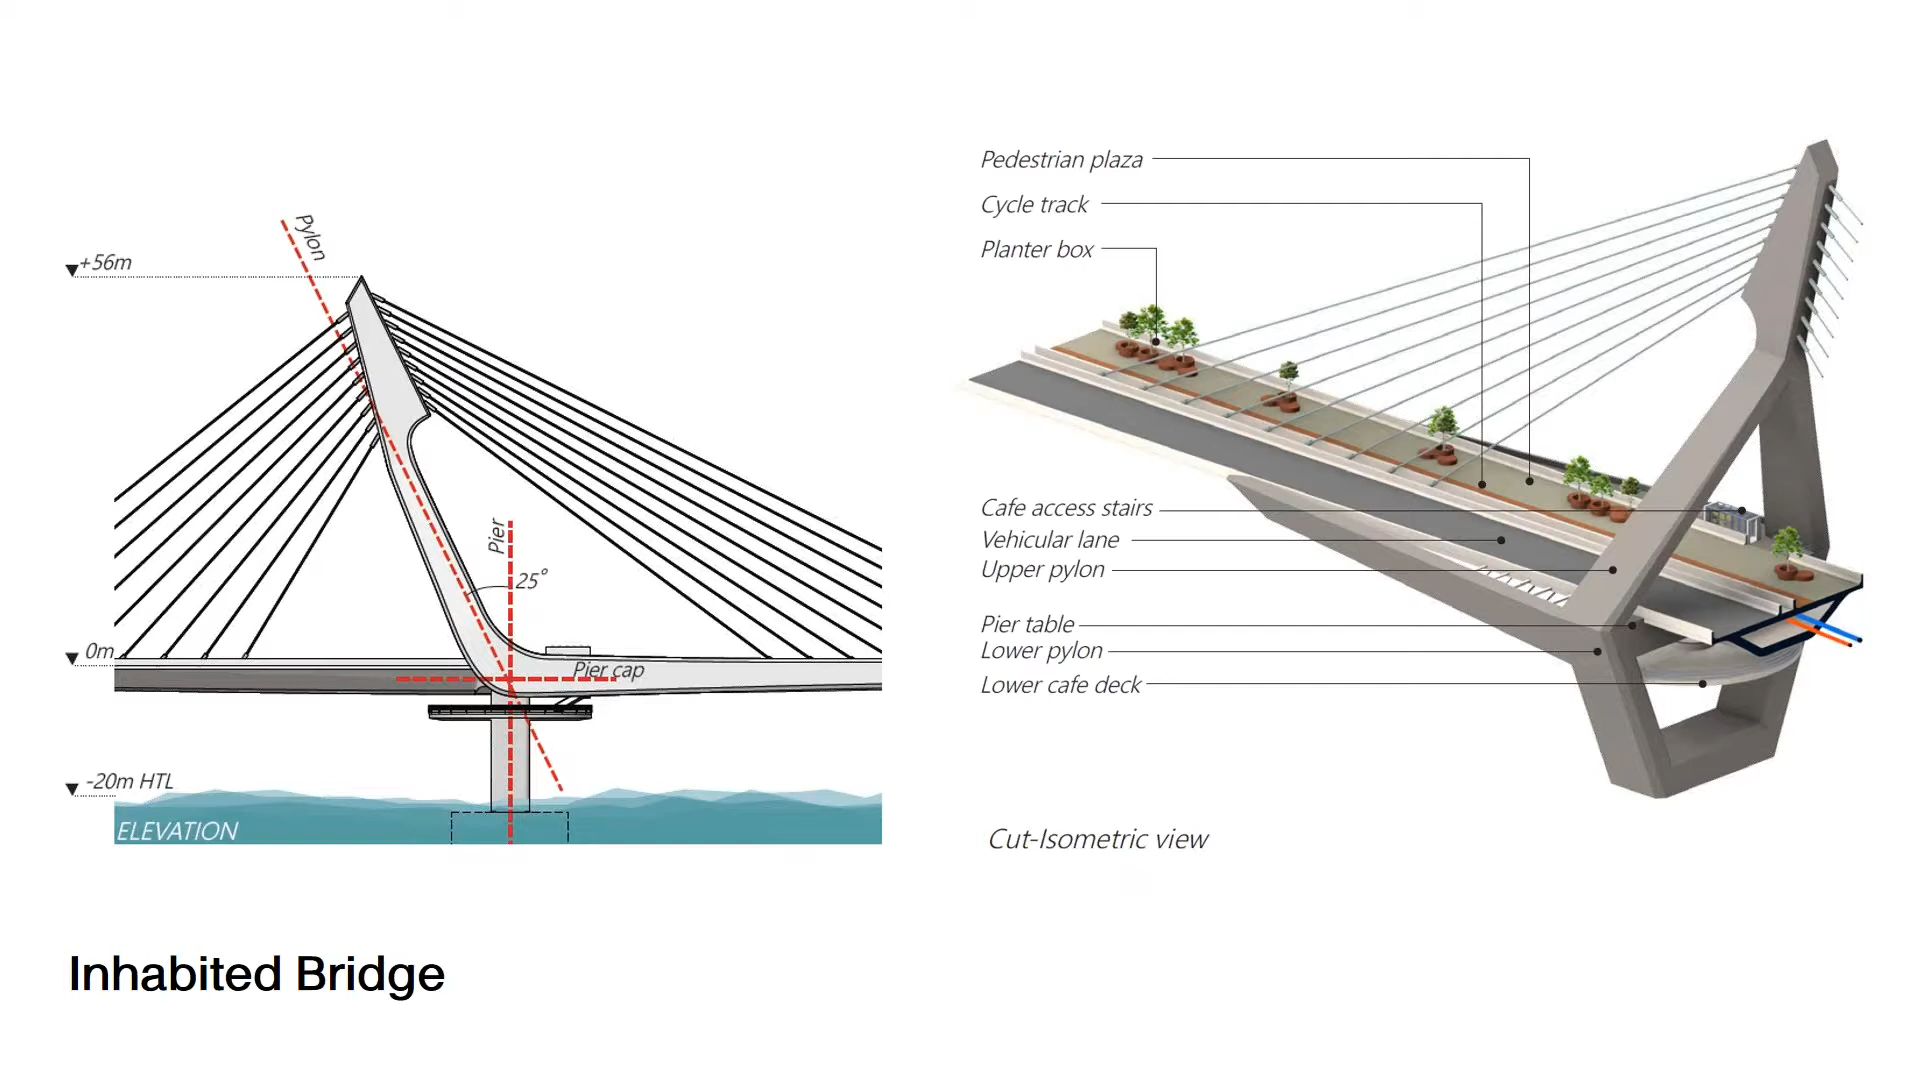 Pylon
+56m
Pier
25°
0m
Pier cap
-20m HTL
ELEVATION
Pedestrian plaza
Cycle track
Planter box
Cafe access stairs
Vehicular lane
Upper pylon
Pier table
Lower pylon
Lower cafe deck
Cut-Isometric view
Inhabited Bridge